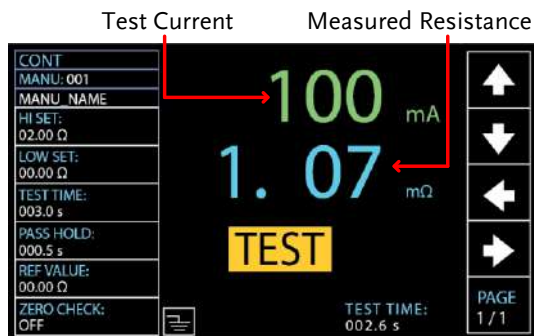 Test Current
Measured Resistance
CONT
MANU: 001
MANU_NAME
HI SET:
02.00 Ω
LOW SET:
00.00 Ω
TEST TIME:
003.0 s
PASS HOLD:
000.5 s
REF VALUE:
00.00 Ω
ZERO CHECK:
OFF
100 mA
1. 07 mΩ
TEST
TEST TIME:
002.6 s
PAGE
1/1